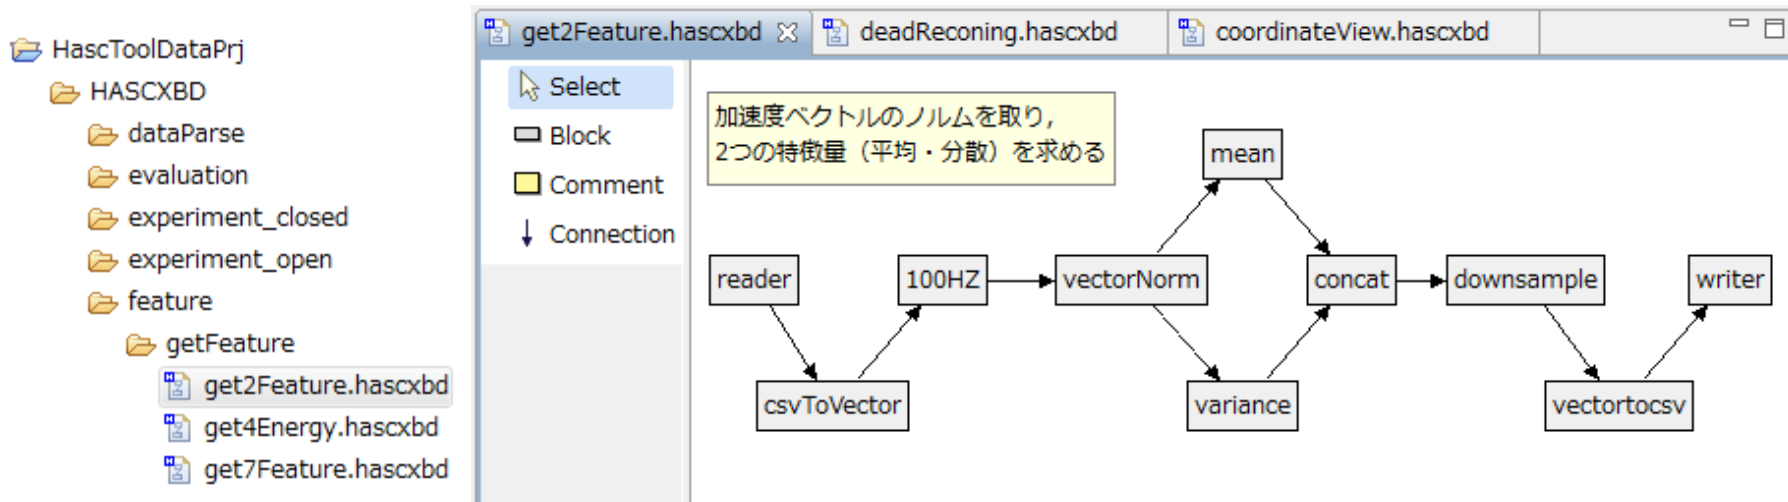 HascToolDataPrj
HASCXBD
dataParse
evaluation
experiment_closed
experiment_open
feature
getFeature
get2Feature.hascxbd
get4Energy.hascxbd
get7Feature.hascxbd
get2Feature.hascxbd
deadReconing.hascxbd
coordinateView.hascxbd
Select
Block
Comment
Connection
加速度ベクトルのノルムを取り,
2つの特徴量（平均・分散）を求める
mean
reader
100HZ
vectorNorm
concat
downsample
writer
csvToVector
variance
vectortocsv